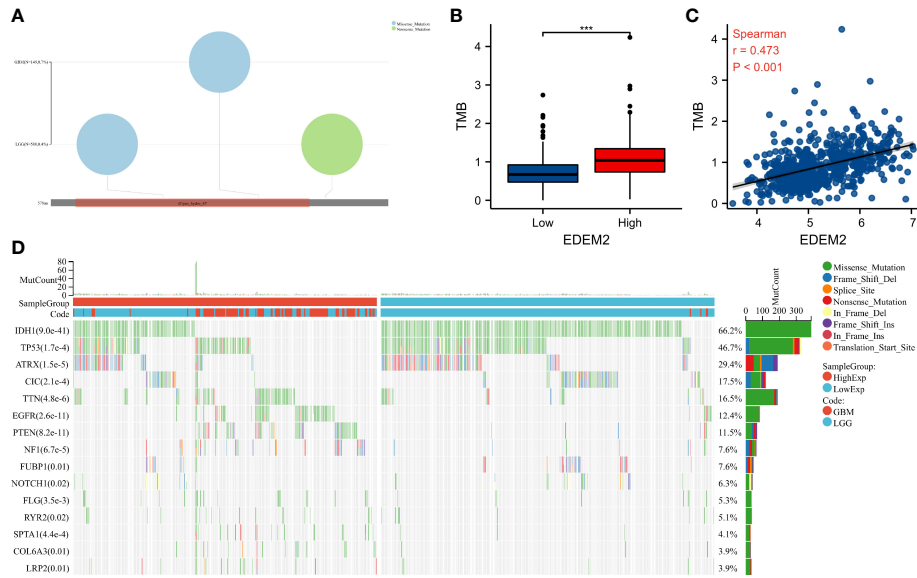 A
Missense_Mutation
Nonsense_Mutation
B
***
TMB
4
3
2
1
0
Low
High
EDEM2
C
Spearman
r = 0.473
P < 0.001
TMB
4
3
2
1
0
4
5
6
7
EDEM2
D
MutCount
80
60
40
20
0
SampleGroup
Code
IDH1(9.0e-41)
66.2%
TP53(1.7e-4)
46.7%
ATRX(1.5e-5)
29.4%
CIC(2.1e-4)
17.5%
TTN(4.8e-6)
16.5%
EGFR(2.6e-11)
12.4%
PTEN(8.2e-11)
11.5%
NF1(6.7e-5)
7.6%
FUBP1(0.01)
7.6%
NOTCH1(0.02)
6.3%
FLG(3.5e-3)
5.3%
RYR2(0.02)
5.1%
SPTA1(4.4e-4)
4.1%
COL6A3(0.01)
3.9%
LRP2(0.01)
3.9%
MutCount
0 100 200 300 400
Missense_Mutation
Frame_Shift_Del
Splice_Site
Nonsense_Mutation
In_Frame_Del
Frame_Shift_Ins
In_Frame_Ins
Translation_Start_Site
SampleGroup:
HighExp
LowExp
Code:
GBM
LGG